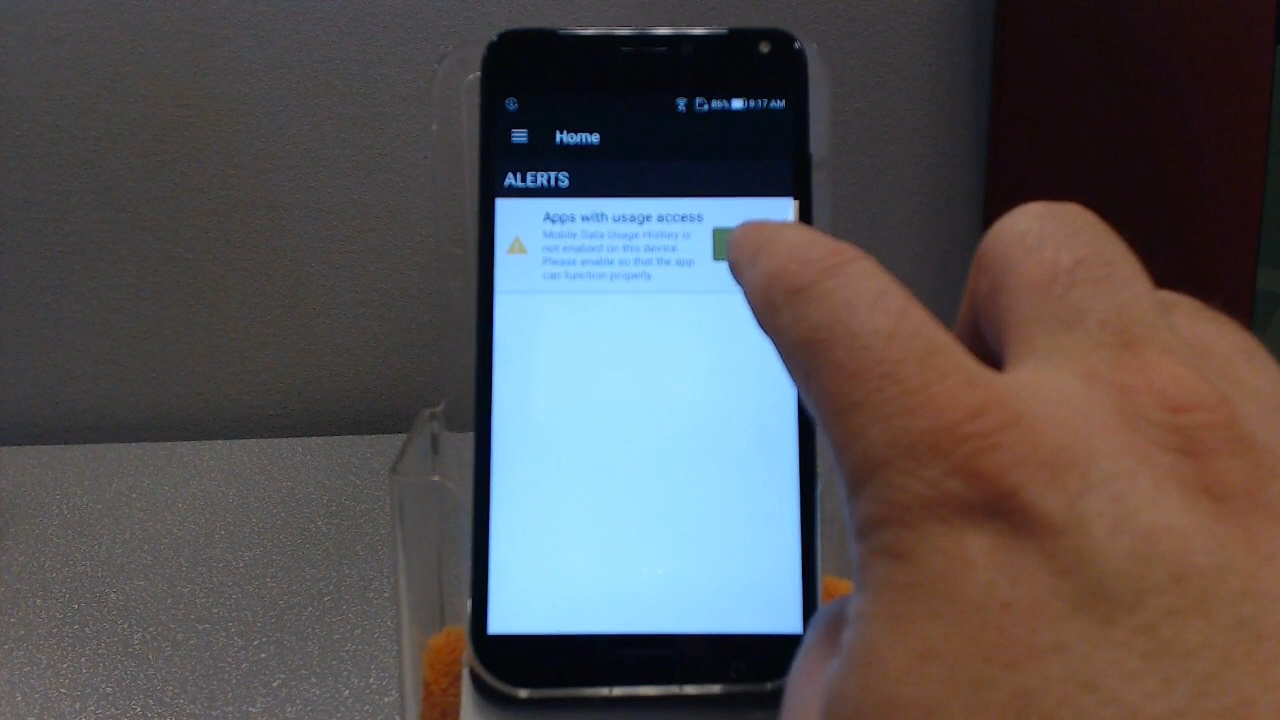 86% 9:17 AM
Home
ALERTS
Apps with usage access
Mobile Data Usage History is
not enabled on this device.
Please enable so that the app
can function properly.